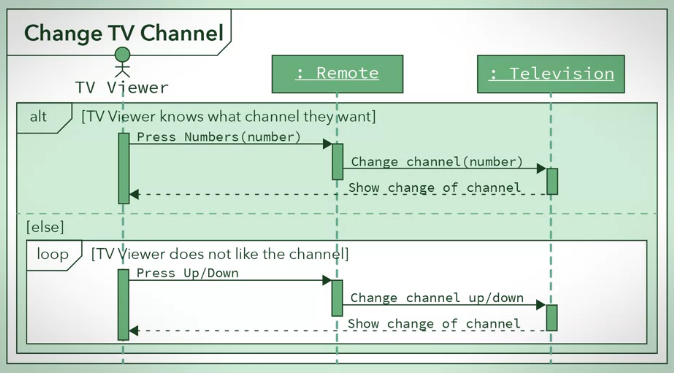 Change TV Channel
TV Viewer
: Remote
: Television
alt
[TV Viewer knows what channel they want]
Press Numbers(number)
Change channel(number)
Show change of channel
[else]
loop
[TV Viewer does not like the channel]
Press Up/Down
Change channel up/down
Show change of channel